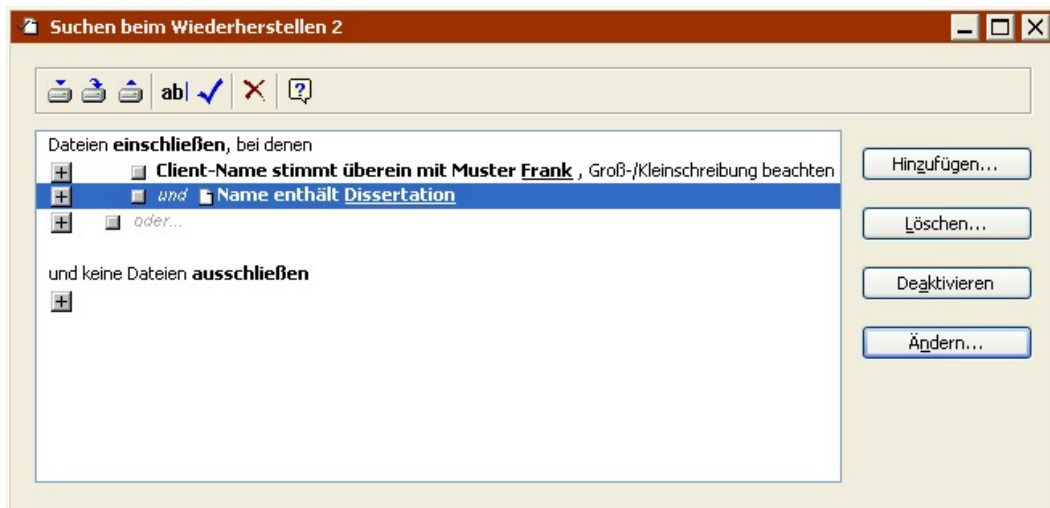 Suchen beim Wiederherstellen 2
ab
Dateien einschließen, bei denen
Client-Name stimmt überein mit Muster Frank , Groß-/Kleinschreibung beachten
und Name enthält Dissertation
oder...
und keine Dateien ausschließen
Hinzufügen...
Löschen...
Deaktivieren
Ändern...